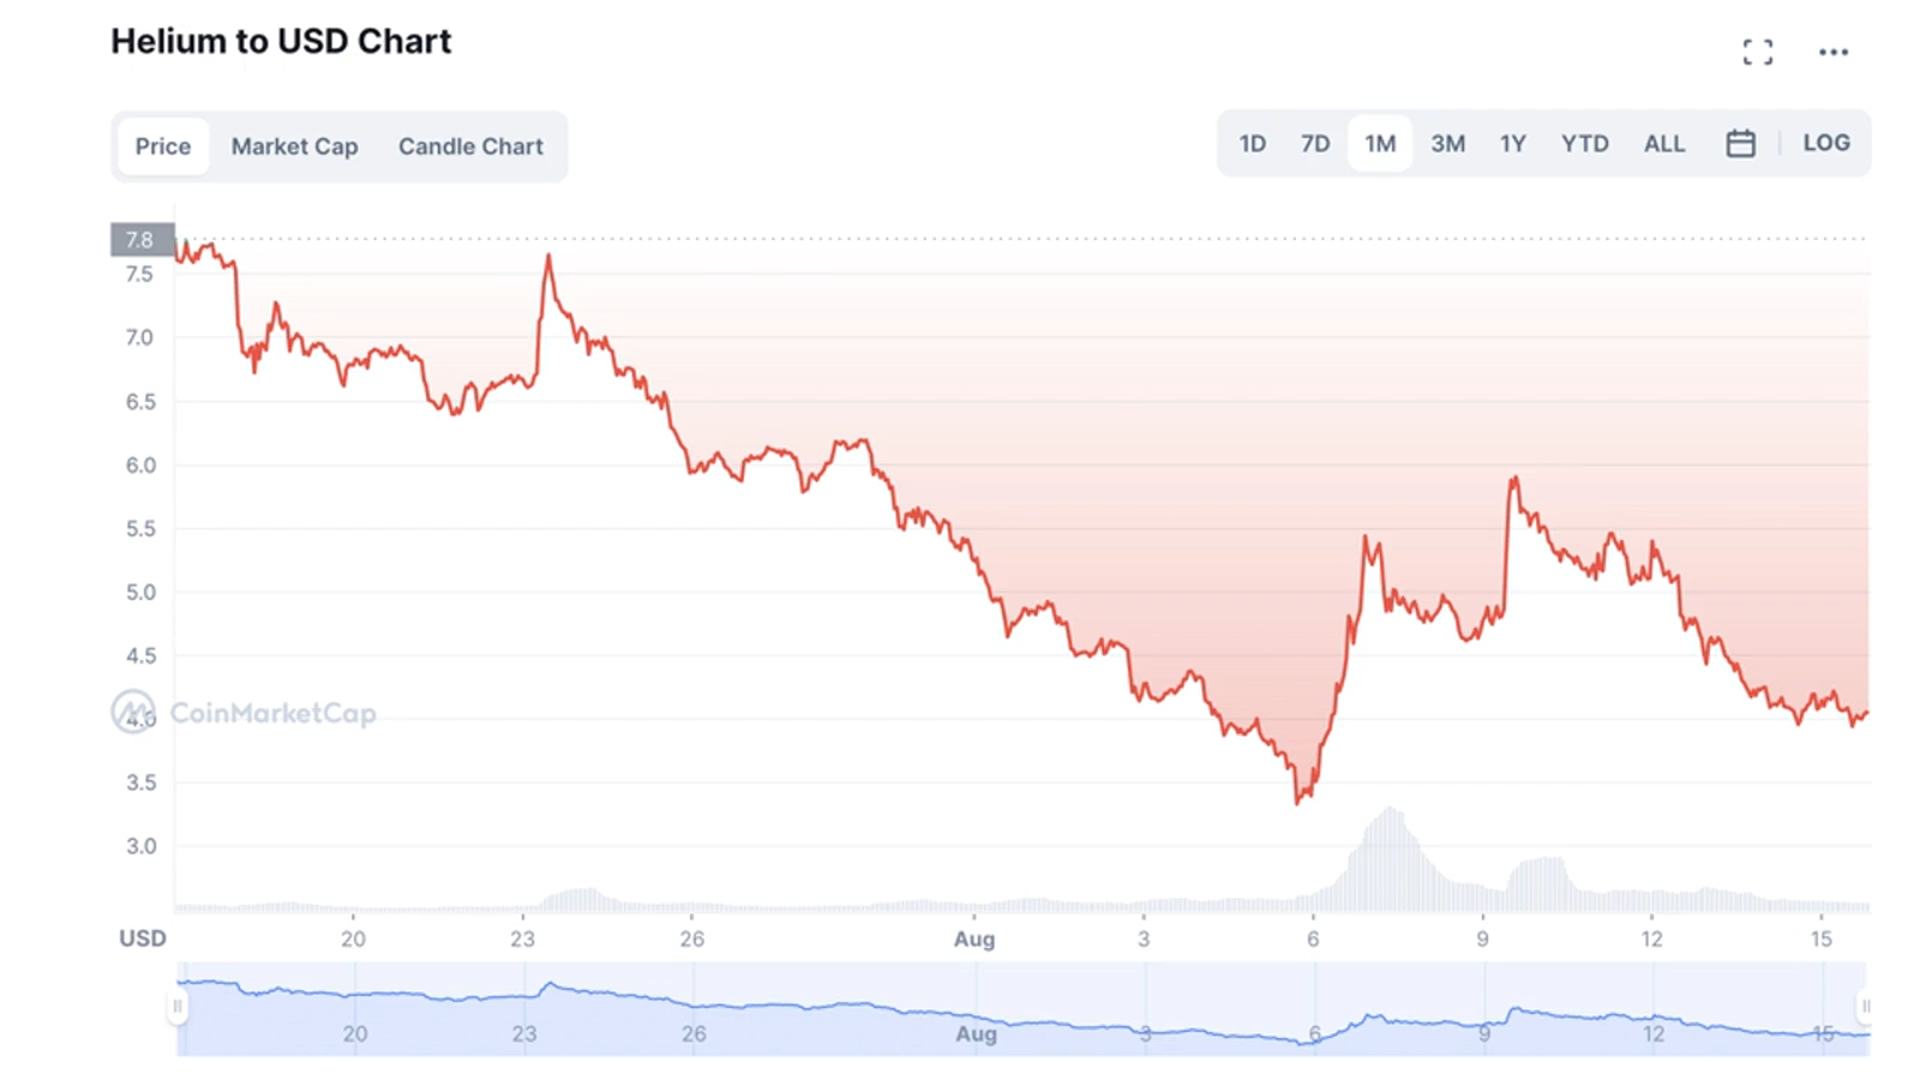 Helium to USD Chart
Price Market Cap Candle Chart
1D 7D 1M 3M 1Y YTD ALL LOG
7.8
7.5
7.0
6.5
6.0
5.5
5.0
4.5
4.0 CoinMarketCap
3.5
3.0
USD 20 23 26 Aug 3 6 9 12 15
20 23 26 Aug 3 6 9 12 15